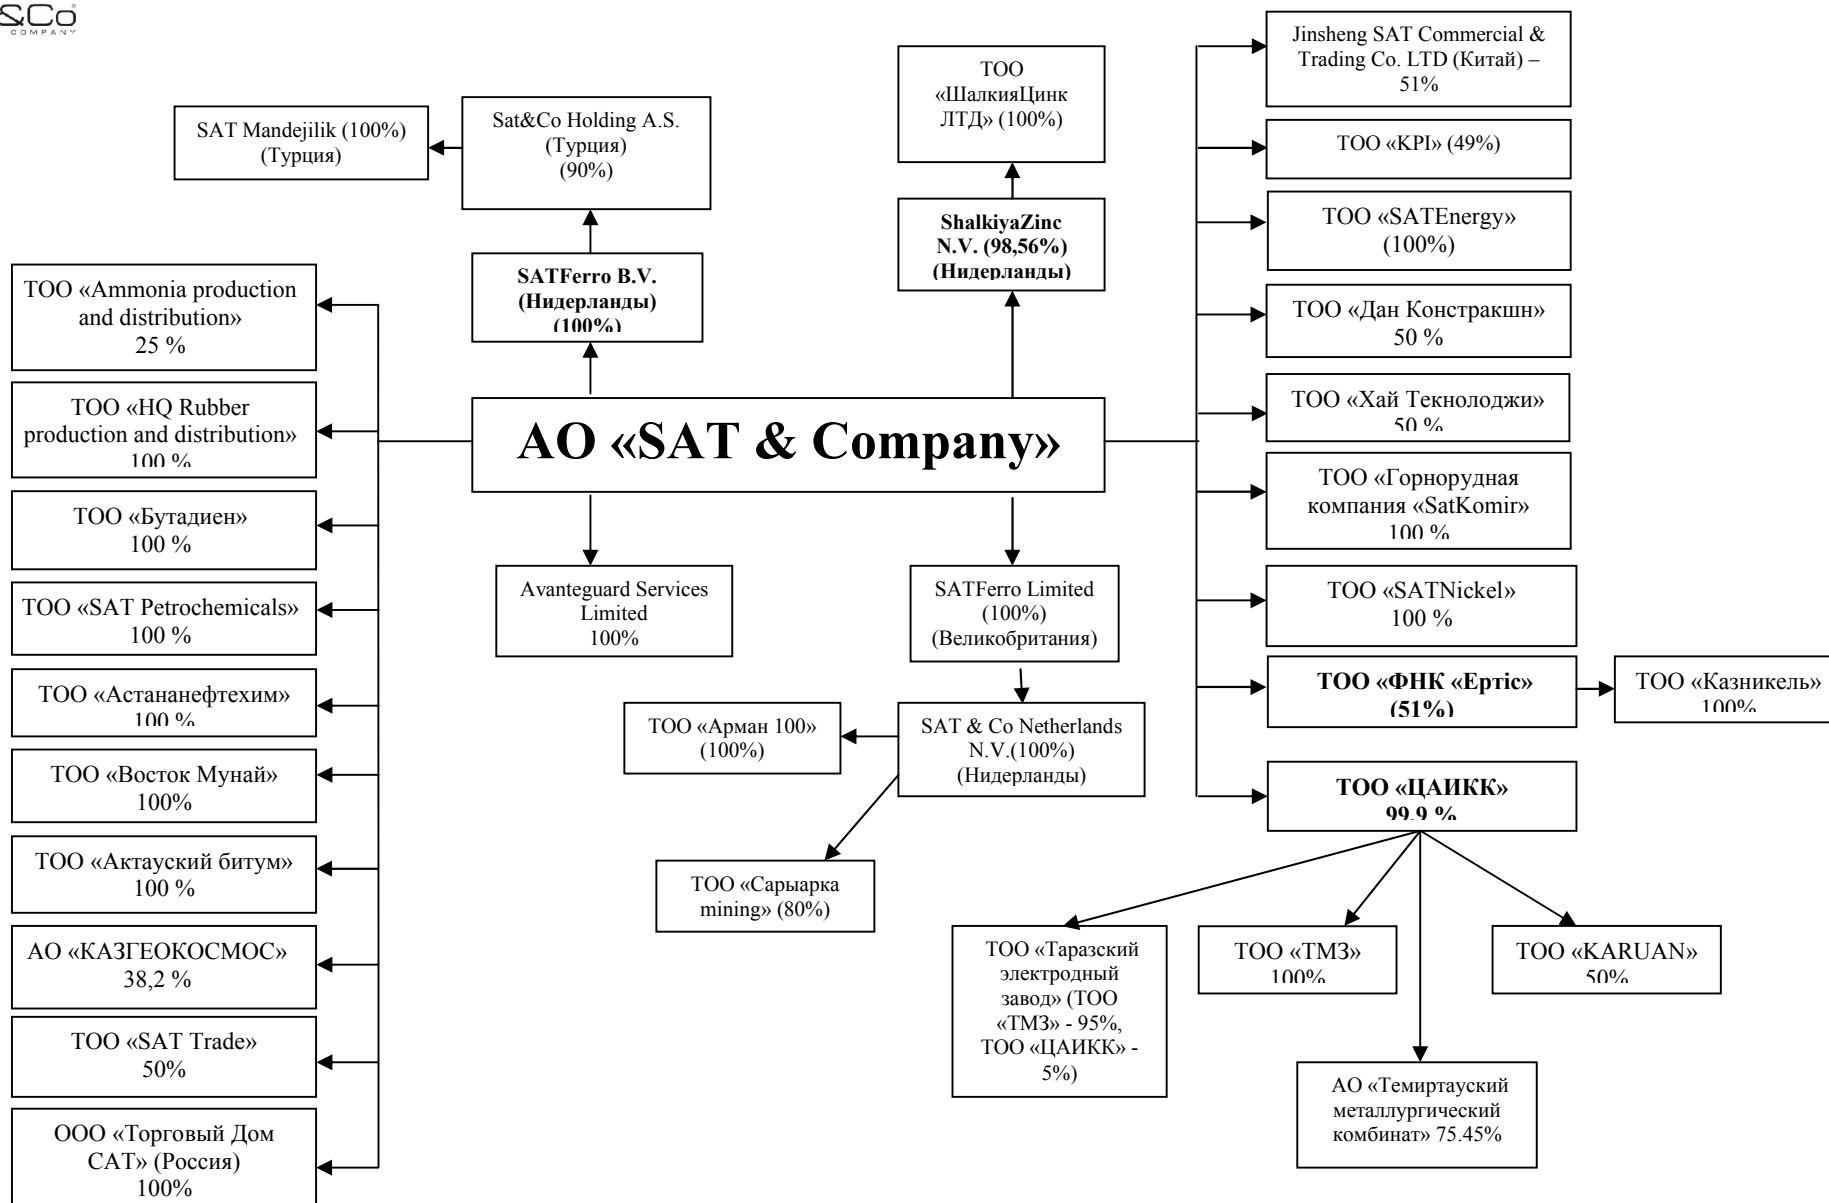 &Co
COMPANY
Jinsheng SAT Commercial &
Trading Co. LTD (Китай) –
51%
ТОО
«ШалкияЦинк
ЛТД» (100%)
Sat&Co Holding A.S.
(Турция)
(90%)
SAT Mandejilik (100%)
(Турция)
ТОО «KPI» (49%)
ShalkiyaZinc
N.V. (98,56%)
(Нидерланды)
ТОО «SATEnergy»
(100%)
SATFerro B.V.
(Нидерланды)
(100%)
ТОО «Ammonia production
and distribution»
25 %
ТОО «Дан Констракшн»
50 %
ТОО «HQ Rubber
production and distribution»
100 %
ТОО «Хай Текнолоджи»
50 %
АО «SAT & Company»
ТОО «Горнорудная
компания «SatKomir»
100 %
ТОО «Бутадиен»
100 %
Avanteguard Services
Limited
100%
SATFerro Limited
(100%)
(Великобритания)
ТОО «SATNickel»
100 %
ТОО «SAT Petrochemicals»
100 %
ТОО «ФНК «Ертіс»
(51%)
ТОО «Казникель»
100%
ТОО «Астананефтехим»
100 %
ТОО «Арман 100»
(100%)
SAT & Co Netherlands
N.V.(100%)
(Нидерланды)
ТОО «Восток Мунай»
100%
ТОО «ЦАИКК»
99.9 %
ТОО «Актауский битум»
100 %
ТОО «Сарыарка
mining» (80%)
АО «КАЗГЕОКОСМОС»
38,2 %
ТОО «Таразский
электродный
завод» (ТОО
«ТМЗ» - 95%,
ТОО «ЦАИКК» -
5%)
ТОО «ТМЗ»
100%
ТОО «KARUAN»
50%
ТОО «SAT Trade»
50%
АО «Темиртауский
металлургический
комбинат» 75.45%
ООО «Торговый Дом
САТ» (Россия)
100%